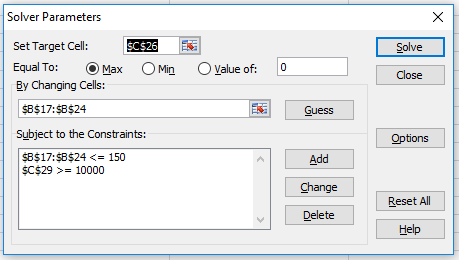 Solver Parameters
Set Target Cell: $C$26 Solve
Equal To: Max Min Value of: 0 Close
By Changing Cells:
$B$17:$B$24 Guess
Subject to the Constraints: Options
$B$17:$B$24 <= 150 Add
$C$29 >= 10000
Change
Reset All
Delete
Help